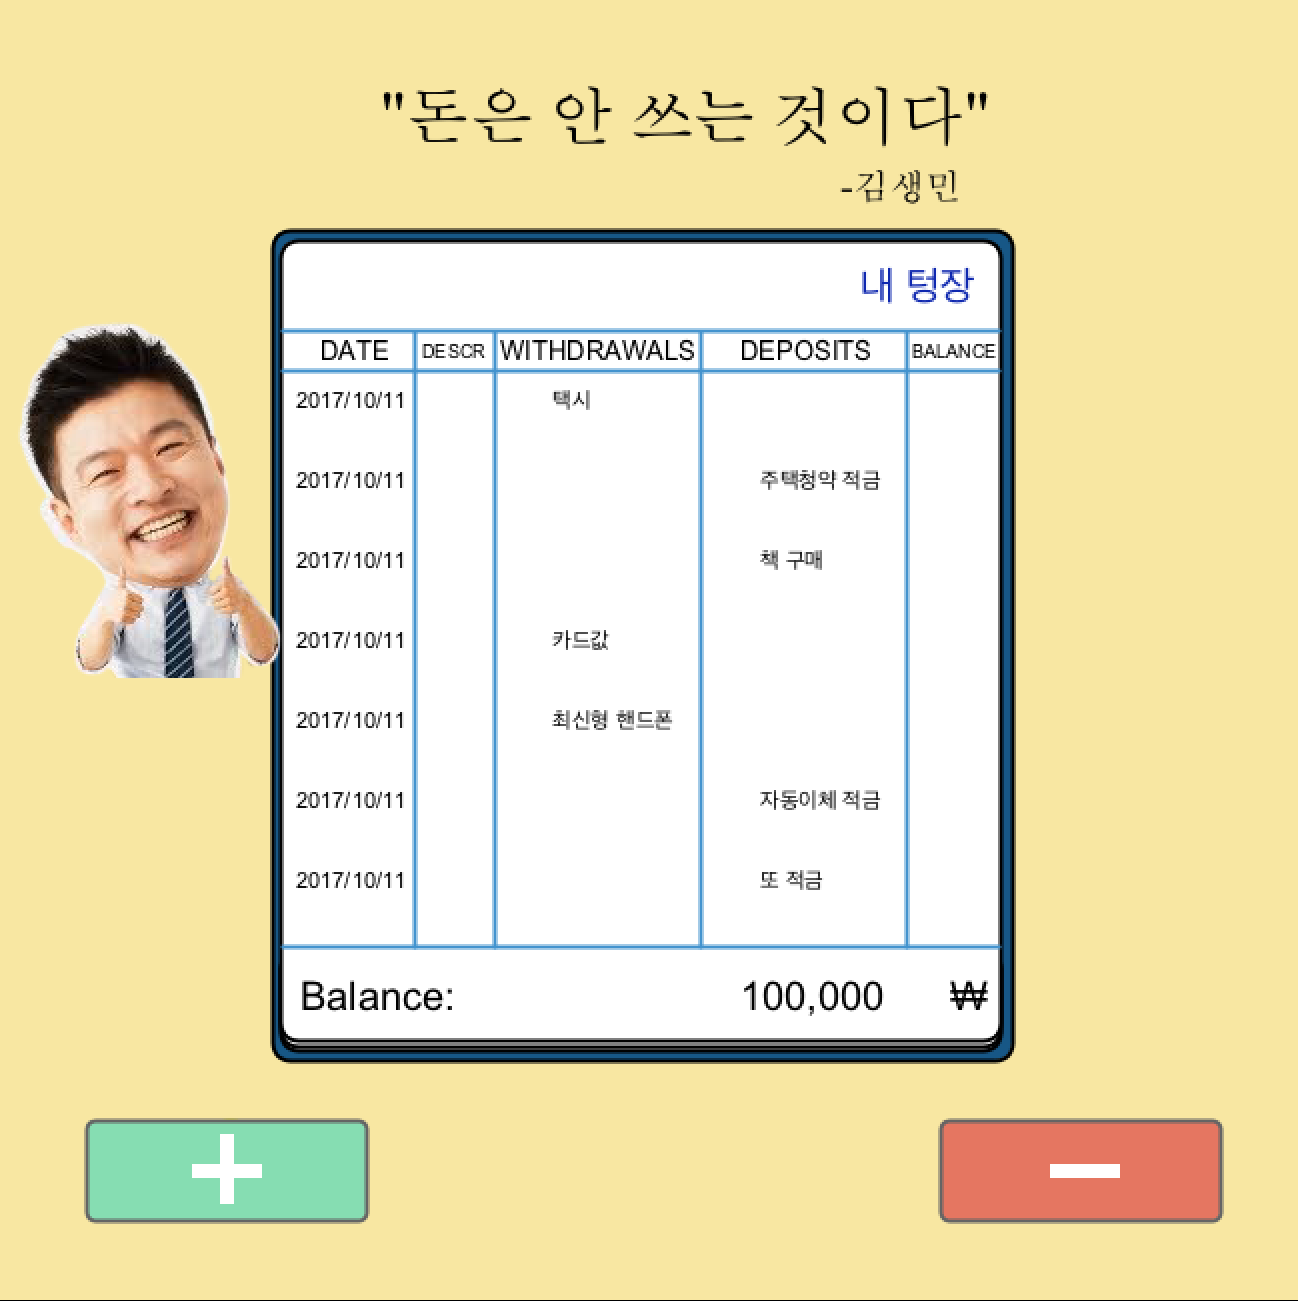 "돈은 안 쓰는 것이다"
-김생민
내 텅장
DATE DESCR WITHDRAWALS DEPOSITS BALANCE
2017/10/11 택시
2017/10/11 주택청약 적금
2017/10/11 책 구매
2017/10/11 카드값
2017/10/11 최신형 핸드폰
2017/10/11 자동이체 적금
2017/10/11 또 적금
Balance: 100,000 ₩
+ −